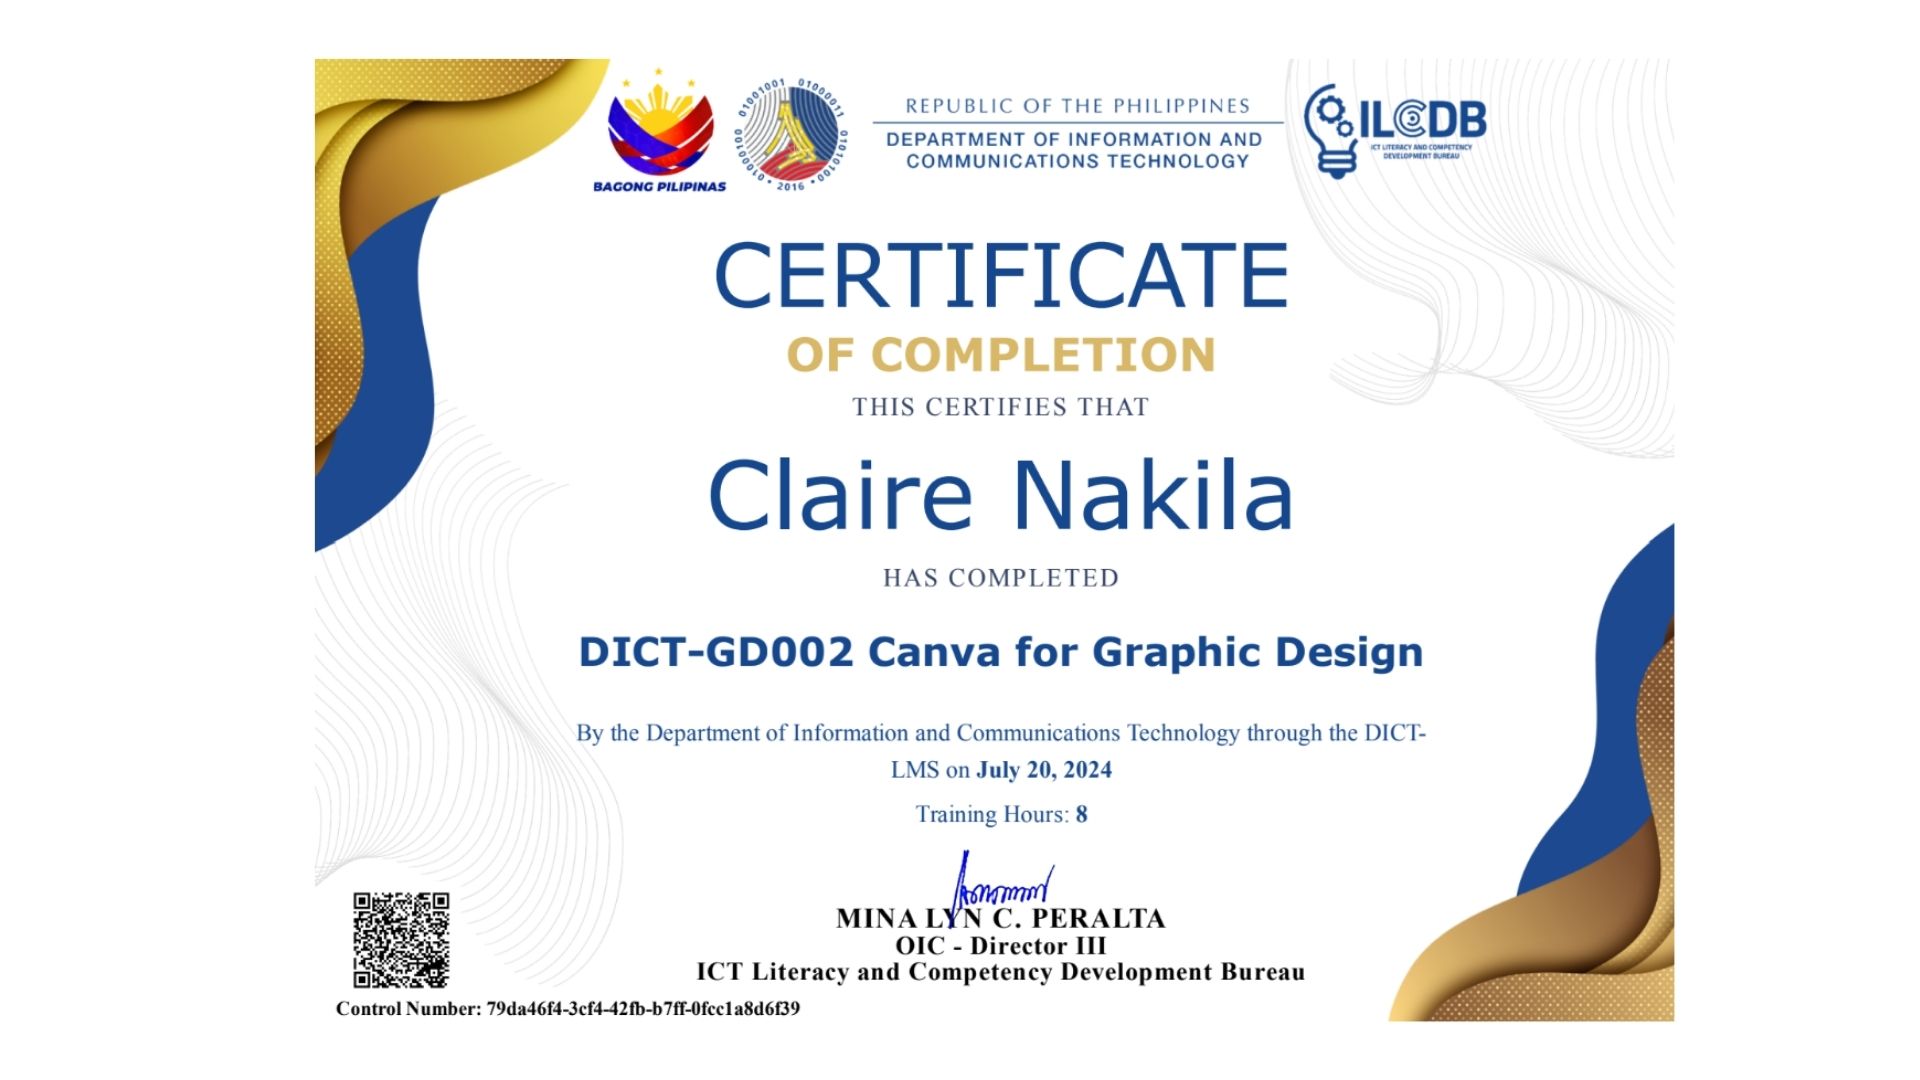 BAGONG PILIPINAS
01001001 01000011 01010100 01000010 • 2016 •
REPUBLIC OF THE PHILIPPINES
DEPARTMENT OF INFORMATION AND
COMMUNICATIONS TECHNOLOGY
ILCDB
ICT LITERACY AND COMPETENCY
DEVELOPMENT BUREAU
CERTIFICATE
OF COMPLETION
THIS CERTIFIES THAT
Claire Nakila
HAS COMPLETED
DICT-GD002 Canva for Graphic Design
By the Department of Information and Communications Technology through the DICT-
LMS on July 20, 2024
Training Hours: 8
MINA LYN C. PERALTA
OIC - Director III
ICT Literacy and Competency Development Bureau
Control Number: 79da46f4-3cf4-42fb-b7ff-0fcc1a8d6f39